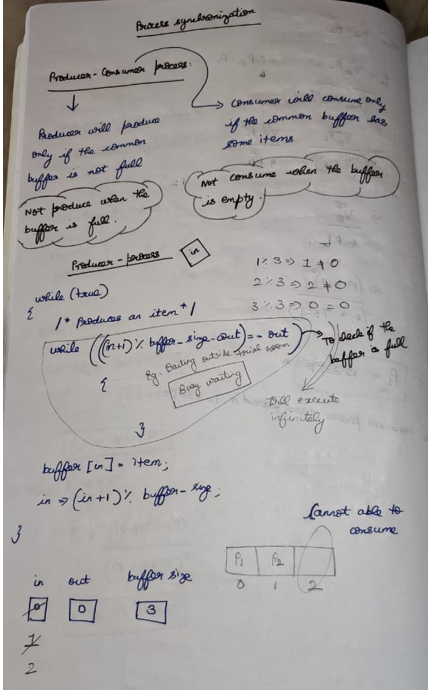 Process synchronization
Producer - Consumer process:
Producer will produce
only if the common
buffer is not full
Consumer will consume only
if the common buffer has
some items
Not produce when the
buffer is full.
Not consume when the buffer
is empty.
Producer - process
in
while (true)
{
/* Produces an item */
while (((in+1) % buffer-size-out) == out)
Eg. Waiting outside trial room
{
Busy waiting
}
To check if the
buffer is full
Will execute
infinitely
1 % 3 => 1 ≠ 0
2 % 3 => 2 ≠ 0
3 % 3 => 0 = 0
buffer [in] = item;
in => (in+1) % buffer-size;
}
Cannot able to
consume
P1 P2
0 1 2
in out buffer size
0 0 3
1
2